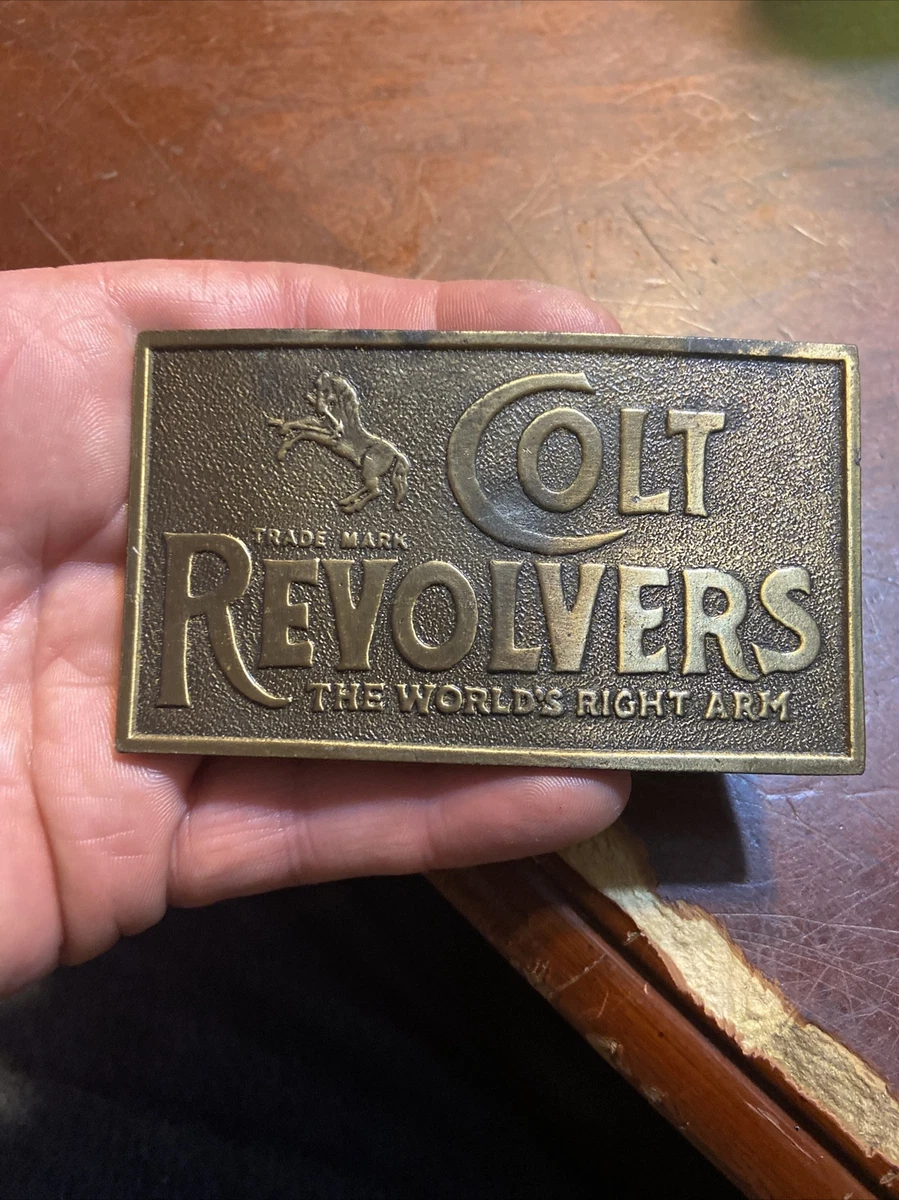 COLT
TRADE MARK
REVOLVERS
THE WORLD'S RIGHT ARM